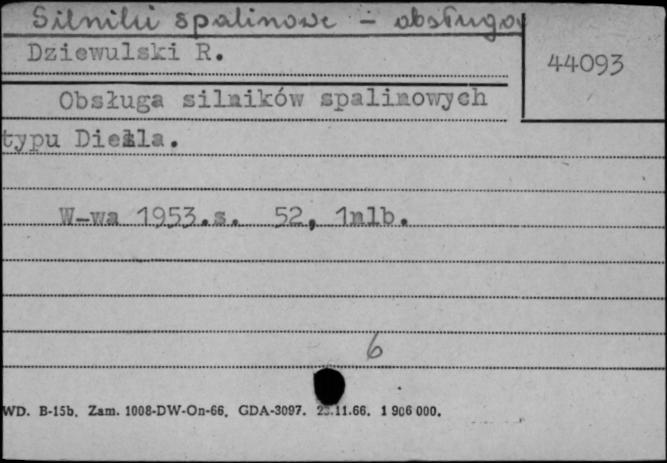 Silniki spalinowe - obsługa
Dziewulski R.
44093
Obsługa silników spalinowych
typu Diesla.
W-wa 1953.s. 52, 1nlb.
6
WD. B-15b. Zam. 1008-DW-On-66. GDA-3097. 11.66. 1 906 000.